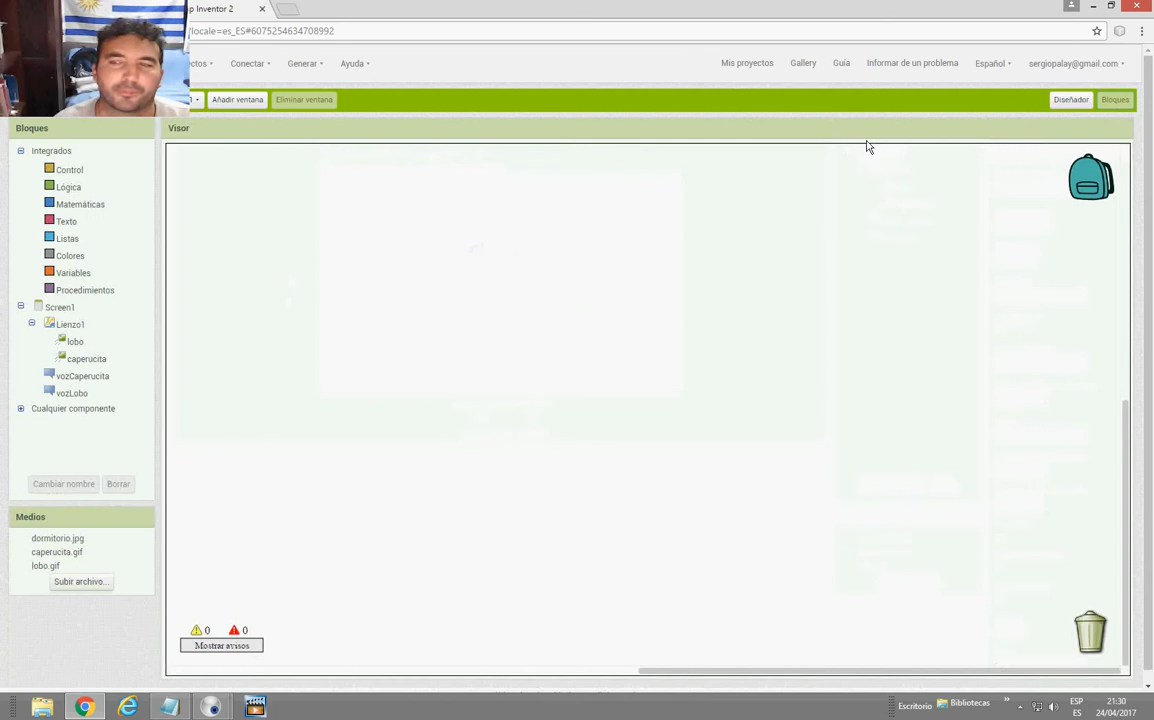 p Inventor 2
/locale=es_ES#6075254634708992
ectos Conectar Generar Ayuda Mis proyectos Gallery Guía Informar de un problema Español sergiopalay@gmail.com
1 Añadir ventana Eliminar ventana Diseñador Bloques
Bloques
Visor
Integrados
Control
Lógica
Matemáticas
Texto
Listas
Colores
Variables
Procedimientos
Screen1
Lienzo1
lobo
caperucita
vozCaperucita
vozLobo
Cualquier componente
Cambiar nombre Borrar
Medios
dormitorio.jpg
caperucita.gif
lobo.gif
Subir archivo...
0 0
Mostrar avisos
Escritorio Bibliotecas
ESP
ES
21:30
24/04/2017